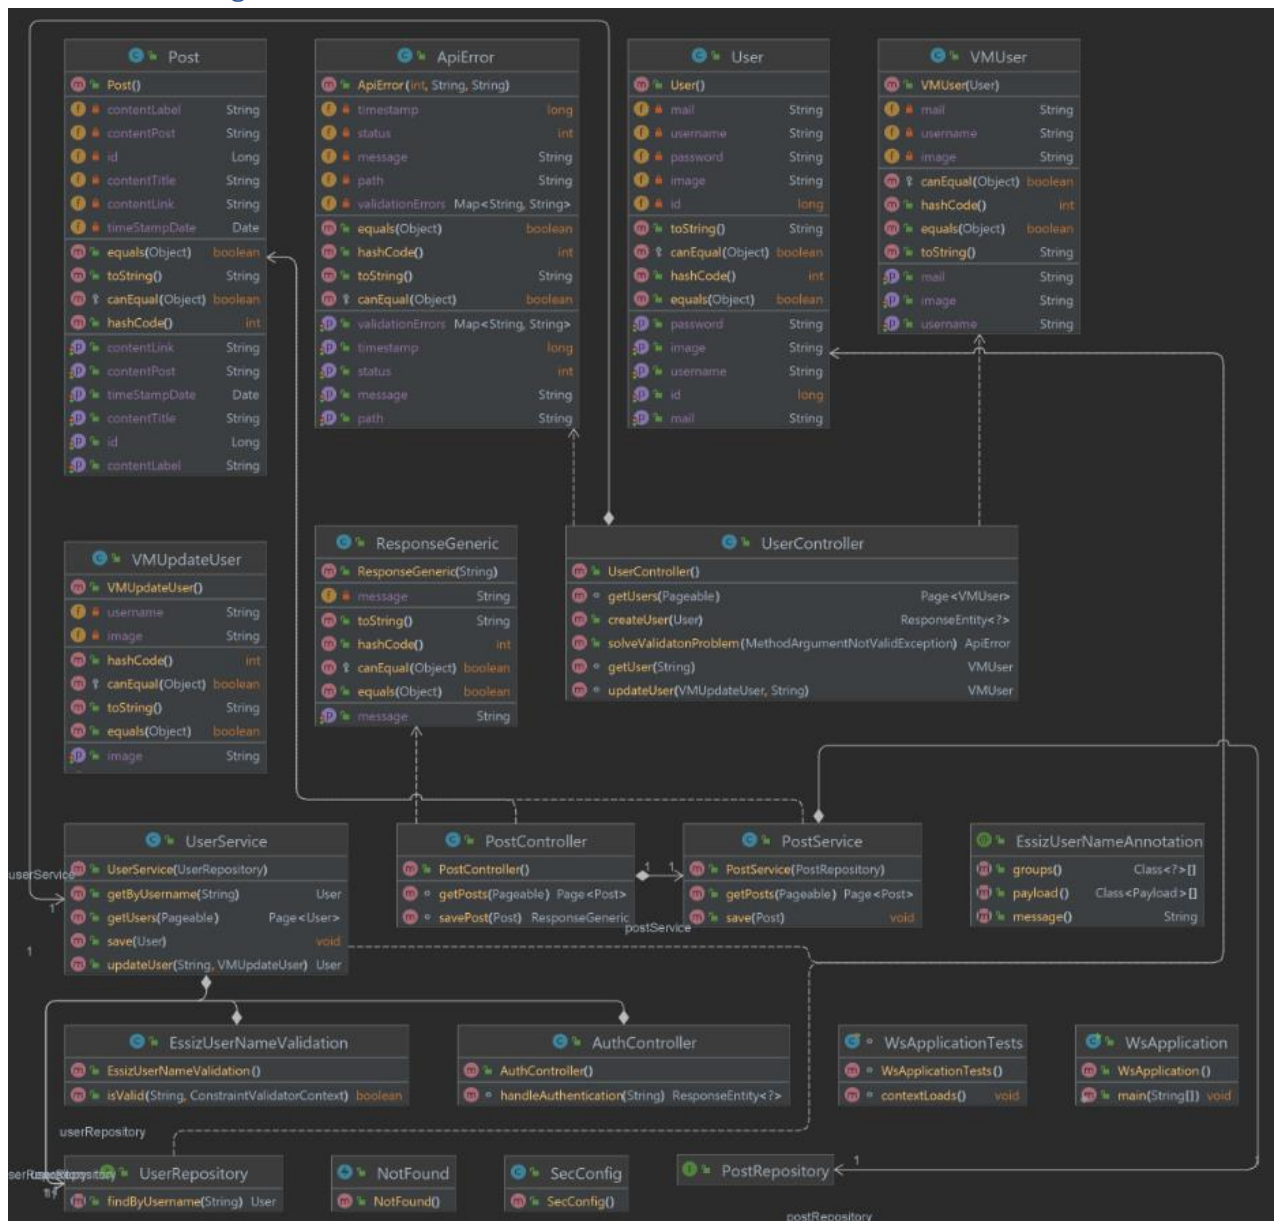 Post
Post()
contentLabel String
contentPost String
id Long
contentTitle String
contentLink String
timeStampDate Date
equals(Object) boolean
toString() String
canEqual(Object) boolean
hashCode() int
contentLink String
contentPost String
timeStampDate Date
contentTitle String
id Long
contentLabel String
ApiError
ApiError(int, String, String)
timestamp long
status int
message String
path String
validationErrors Map<String, String>
equals(Object) boolean
hashCode() int
toString() String
canEqual(Object) boolean
validationErrors Map<String, String>
timestamp long
status int
message String
path String
User
User()
mail String
username String
password String
image String
id long
toString() String
canEqual(Object) boolean
hashCode() int
equals(Object) boolean
password String
image String
username String
id long
mail String
VMUser
VMUser(User)
mail String
username String
image String
canEqual(Object) boolean
hashCode() int
equals(Object) boolean
toString() String
mail String
image String
username String
VMUpdateUser
VMUpdateUser()
username String
image String
hashCode() int
canEqual(Object) boolean
toString() String
equals(Object) boolean
image String
ResponseGeneric
ResponseGeneric(String)
message String
toString() String
hashCode() int
canEqual(Object) boolean
equals(Object) boolean
message String
UserController
UserController()
getUsers(Pageable) Page<VMUser>
createUser(User) ResponseEntity<?>
solveValidatonProblem(MethodArgumentNotValidException) ApiError
getUser(String) VMUser
updateUser(VMUpdateUser, String) VMUser
UserService
UserService(UserRepository)
getByUsername(String) User
getUsers(Pageable) Page<User>
save(User) void
updateUser(String, VMUpdateUser) User
userService
1
1
PostController
PostController()
getPosts(Pageable) Page<Post>
savePost(Post) ResponseGeneric
1 1
postService
PostService
PostService(PostRepository)
getPosts(Pageable) Page<Post>
save(Post) void
EssizUserNameAnnotation
groups() Class<?>[]
payload() Class<Payload>[]
message() String
EssizUserNameValidation
EssizUserNameValidation()
isValid(String, ConstraintValidatorContext) boolean
AuthController
AuthController()
handleAuthentication(String) ResponseEntity<?>
WsApplicationTests
WsApplicationTests()
contextLoads() void
WsApplication
WsApplication()
main(String[]) void
userRepository
UserRepository
findByUsername(String) User
NotFound
NotFound()
SecConfig
SecConfig()
PostRepository
1
postRepository